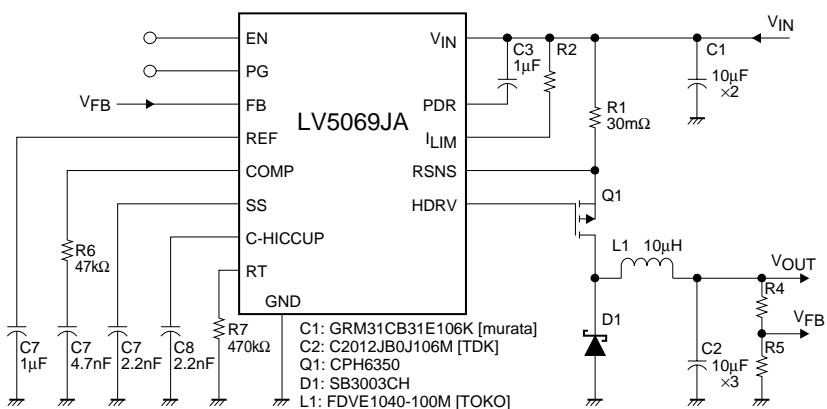 EN
PG
V_FB
FB
REF
COMP
SS
C-HICCUP
RT
GND
LV5069JA
V_IN
PDR
I_LIM
RSNS
HDRV
C3
1μF
R2
C1
10μF
×2
V_IN
R1
30mΩ
Q1
L1 10μH
V_OUT
R4
V_FB
R5
D1
C2
10μF
×3
R6
47kΩ
C7
1μF
C7
4.7nF
C7
2.2nF
C8
2.2nF
R7
470kΩ
C1: GRM31CB31E106K [murata]
C2: C2012JB0J106M [TDK]
Q1: CPH6350
D1: SB3003CH
L1: FDVE1040-100M [TOKO]